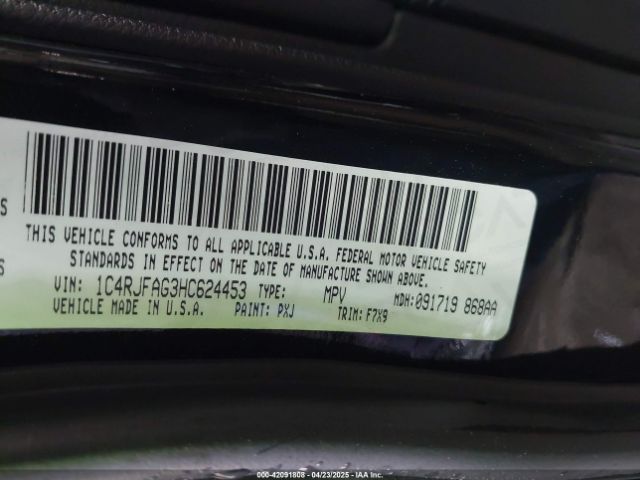 S
THIS VEHICLE CONFORMS TO ALL APPLICABLE U.S.A. FEDERAL MOTOR VEHICLE SAFETY
STANDARDS IN EFFECT ON THE DATE OF MANUFACTURE SHOWN ABOVE.
S
VIN: 1C4RJFAG3HC624453 TYPE: MPV MDH:091719 868AA
VEHICLE MADE IN U.S.A. PAINT: PXJ TRIM: F7X9
000-42091808 - 04/23/2025 - IAAI.COM